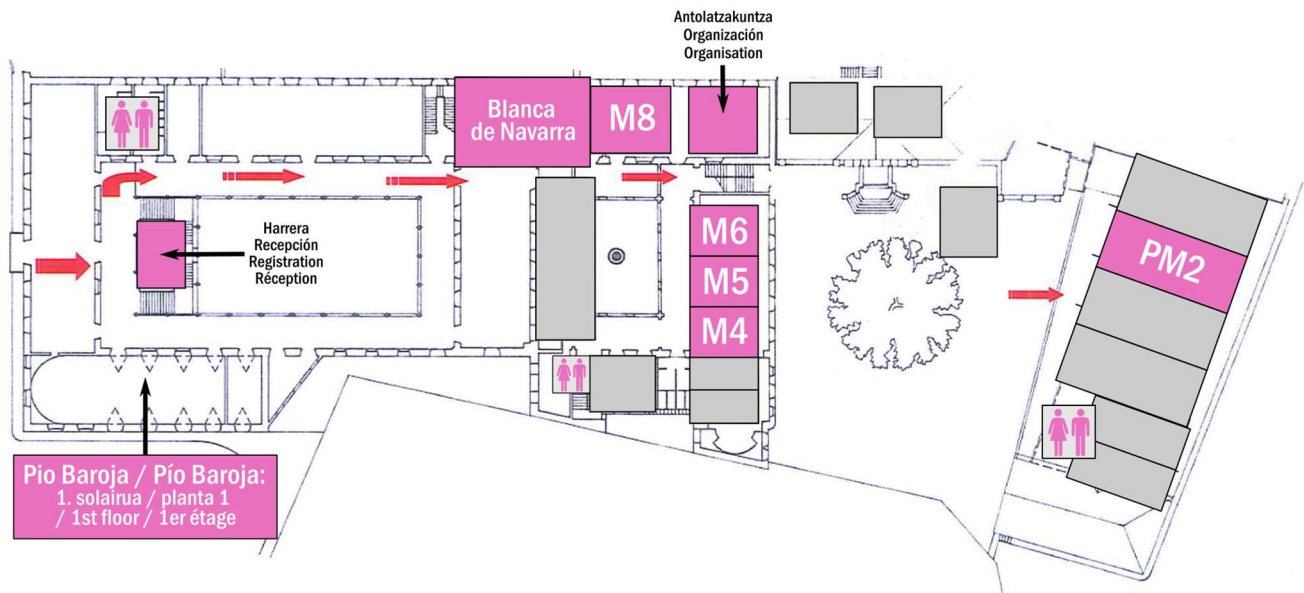 Antolatzakuntza
Organización
Organisation
Blanca
de Navarra
M8
M6
M5
M4
PM2
Harrera
Recepción
Registration
Réception
Pio Baroja / Pío Baroja:
1. solairua / planta 1
/ 1st floor / 1er étage